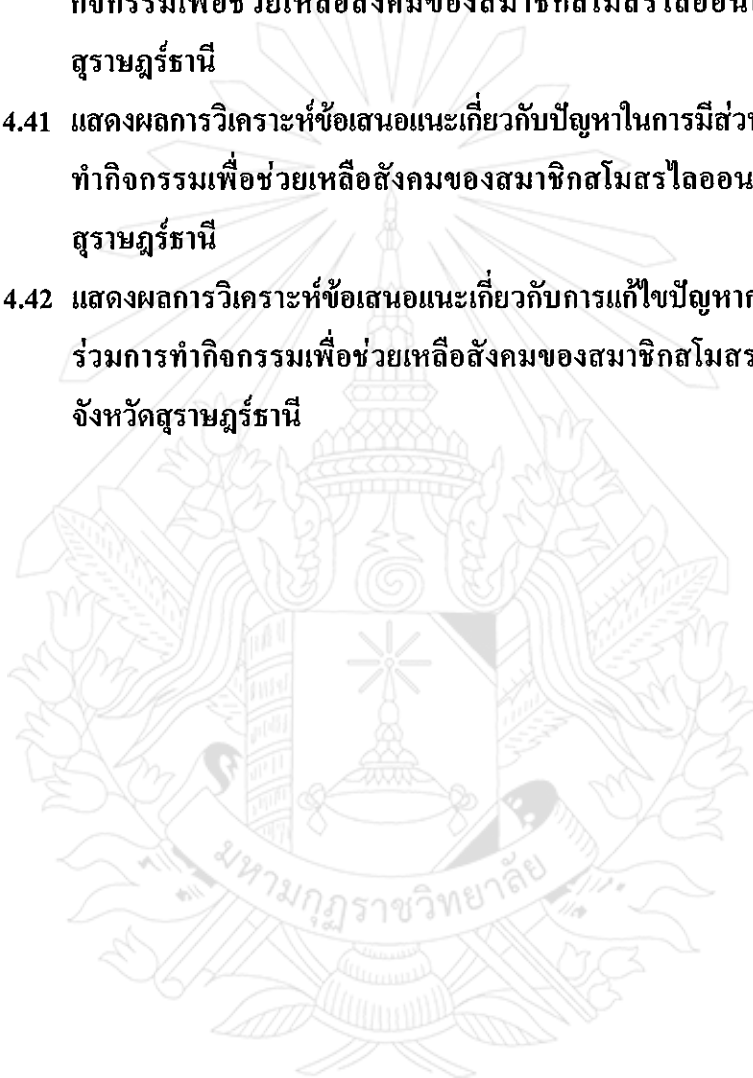 กิจกรรมเพื่อช่วยเหลือสังคมของสมาชิกสโมสรไลออน
สุราษฎร์ธานี
4.41 แสดงผลการวิเคราะห์ข้อเสนอแนะเกี่ยวกับปัญหาในการมีส่ว
ทำกิจกรรมเพื่อช่วยเหลือสังคมของสมาชิกสโมสรไลออน
สุราษฎร์ธานี
4.42 แสดงผลการวิเคราะห์ข้อเสนอแนะเกี่ยวกับการแก้ไขปัญหาก
ร่วมการทำกิจกรรมเพื่อช่วยเหลือสังคมของสมาชิกสโมสร
จังหวัดสุราษฎร์ธานี
มหามกุฏราชวิทยาลัย